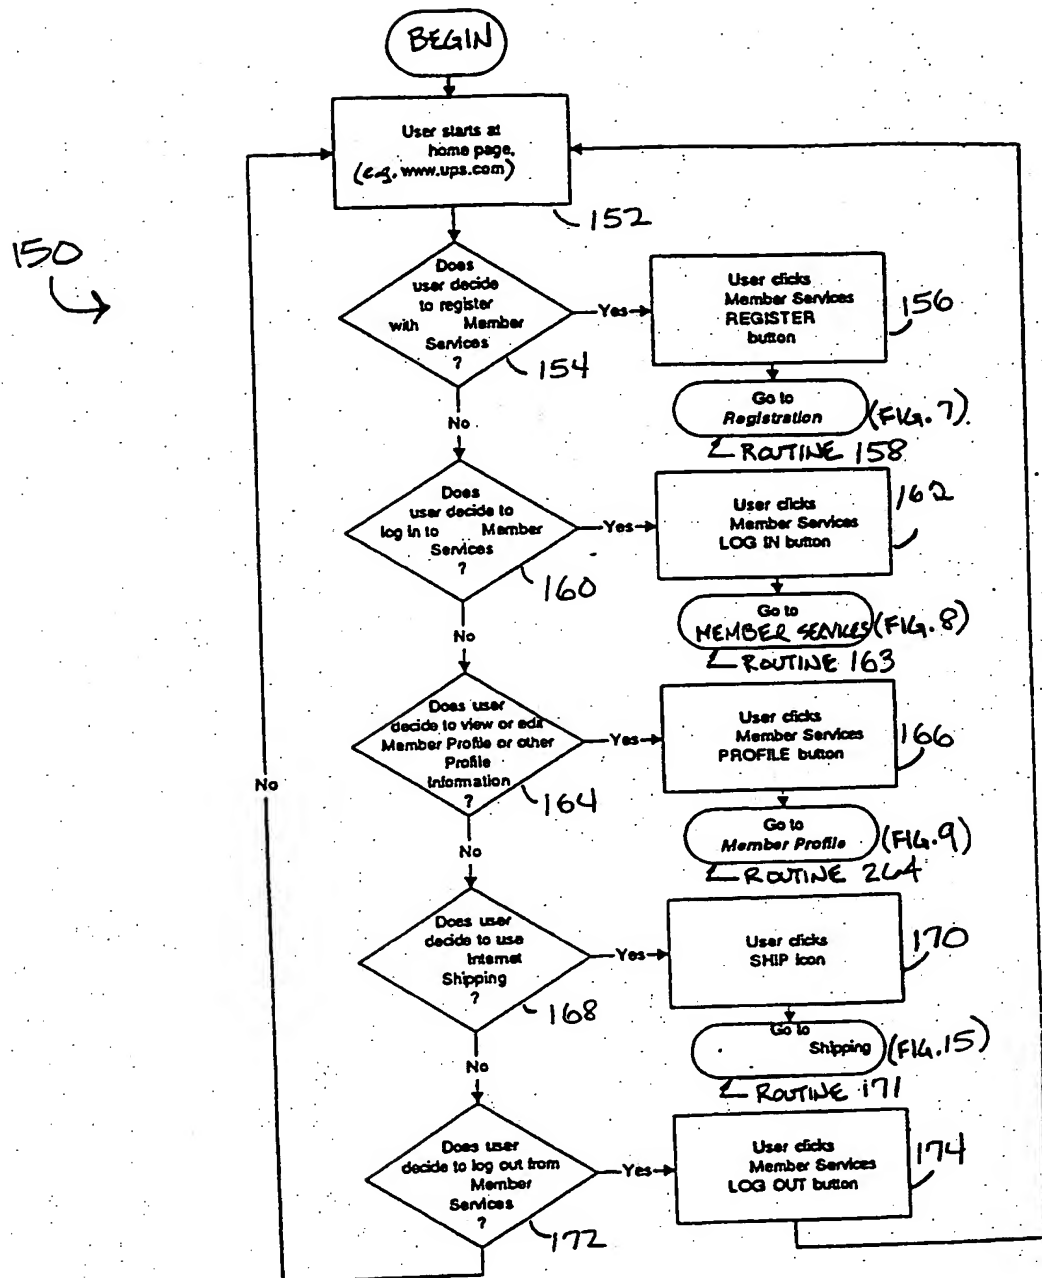 BEGIN
User starts at
home page,
(e.g. www.ups.com)
152
150
Does
user decide
to register
with Member
Services
?
154
Yes
User clicks
Member Services
REGISTER
button
156
Go to
Registration
(FIG. 7)
ROUTINE 158
No
Does
user decide to
log in to Member
Services
?
160
Yes
User clicks
Member Services
LOG IN button
162
Go to
MEMBER SERVICES
(FIG. 8)
ROUTINE 163
No
Does user
decide to view or edit
Member Profile or other
Profile
Information
?
164
Yes
User clicks
Member Services
PROFILE button
166
Go to
Member Profile
(FIG. 9)
ROUTINE 264
No
No
Does user
decide to use
Internet
Shipping
?
168
Yes
User clicks
SHIP icon
170
Go to
Shipping
(FIG. 15)
ROUTINE 171
No
Does user
decide to log out from
Member
Services
?
172
Yes
User clicks
Member Services
LOG OUT button
174